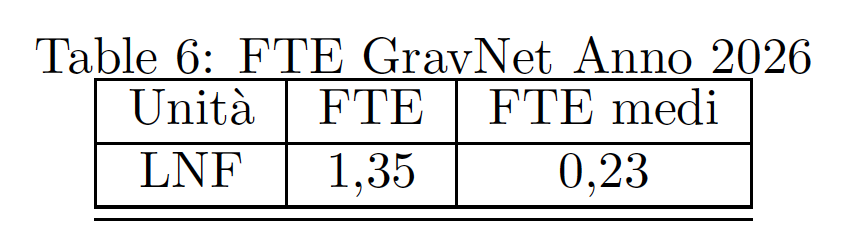 Table 6: FTE GravNet Anno 2026
Unità FTE FTE medi
LNF 1,35 0,23